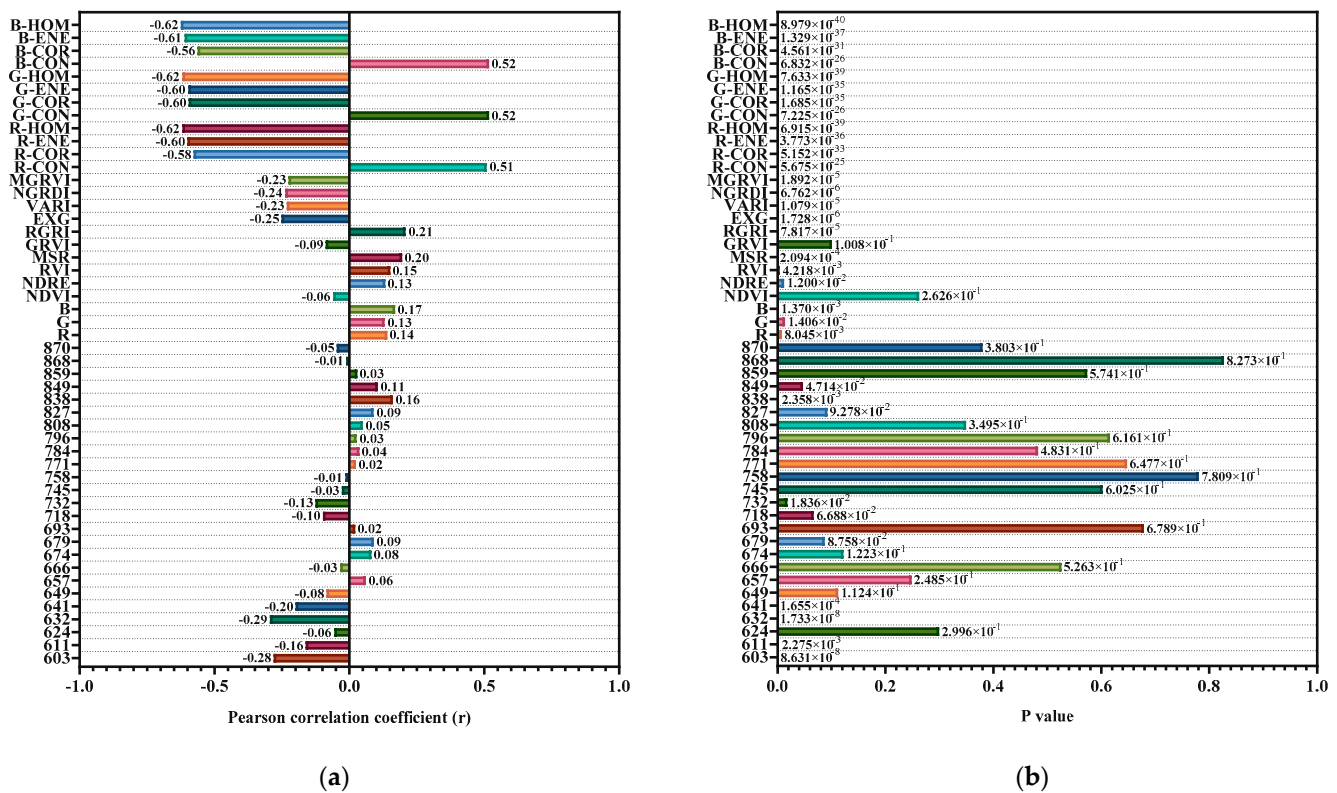 B-HOM -0.62
B-ENE -0.61
B-COR -0.56
B-CON 0.52
G-HOM -0.62
G-ENE -0.60
G-COR -0.60
G-CON 0.52
R-HOM -0.62
R-ENE -0.60
R-COR -0.58
R-CON 0.51
MGRVI -0.23
NGRDI -0.24
VARI -0.23
EXG -0.25
RGRI 0.21
GRVI -0.09
MSR 0.20
RVI 0.15
NDRE 0.13
NDVI -0.06
B 0.17
G 0.13
R 0.14
870 -0.05
868 -0.01
859 0.03
849 0.11
838 0.16
827 0.09
808 0.05
796 0.03
784 0.04
771 0.02
758 -0.01
745 -0.03
732 -0.13
718 -0.10
693 0.02
679 0.09
674 0.08
666 -0.03
657 0.06
649 -0.08
641 -0.20
632 -0.29
624 -0.06
611 -0.16
603 -0.28
-1.0 -0.5 0.0 0.5 1.0
Pearson correlation coefficient (r)
(a)
B-HOM 8.979×10⁻⁴⁰
B-ENE 1.329×10⁻³⁷
B-COR 4.561×10⁻³¹
B-CON 6.832×10⁻²⁶
G-HOM 7.633×10⁻³⁹
G-ENE 1.165×10⁻³⁵
G-COR 1.685×10⁻³⁵
G-CON 7.225×10⁻²⁶
R-HOM 6.915×10⁻³⁹
R-ENE 3.773×10⁻³⁶
R-COR 5.152×10⁻³³
R-CON 5.675×10⁻²⁵
MGRVI 1.892×10⁻⁵
NGRDI 6.762×10⁻⁶
VARI 1.079×10⁻⁵
EXG 1.728×10⁻⁶
RGRI 7.817×10⁻⁵
GRVI 1.008×10⁻¹
MSR 2.094×10⁻⁴
RVI 4.218×10⁻³
NDRE 1.200×10⁻²
NDVI 2.626×10⁻¹
B 1.370×10⁻³
G 1.406×10⁻²
R 8.045×10⁻³
870 3.803×10⁻¹
868 8.273×10⁻¹
859 5.741×10⁻¹
849 4.714×10⁻²
838 2.358×10⁻³
827 9.278×10⁻²
808 3.495×10⁻¹
796 6.161×10⁻¹
784 4.831×10⁻¹
771 6.477×10⁻¹
758 7.809×10⁻¹
745 6.025×10⁻¹
732 1.836×10⁻²
718 6.688×10⁻²
693 6.789×10⁻¹
679 8.758×10⁻²
674 1.223×10⁻¹
666 5.263×10⁻¹
657 2.485×10⁻¹
649 1.124×10⁻¹
641 1.655×10⁻⁴
632 1.733×10⁻⁸
624 2.996×10⁻¹
611 2.275×10⁻³
603 8.631×10⁻⁸
0.0 0.2 0.4 0.6 0.8 1.0
P value
(b)